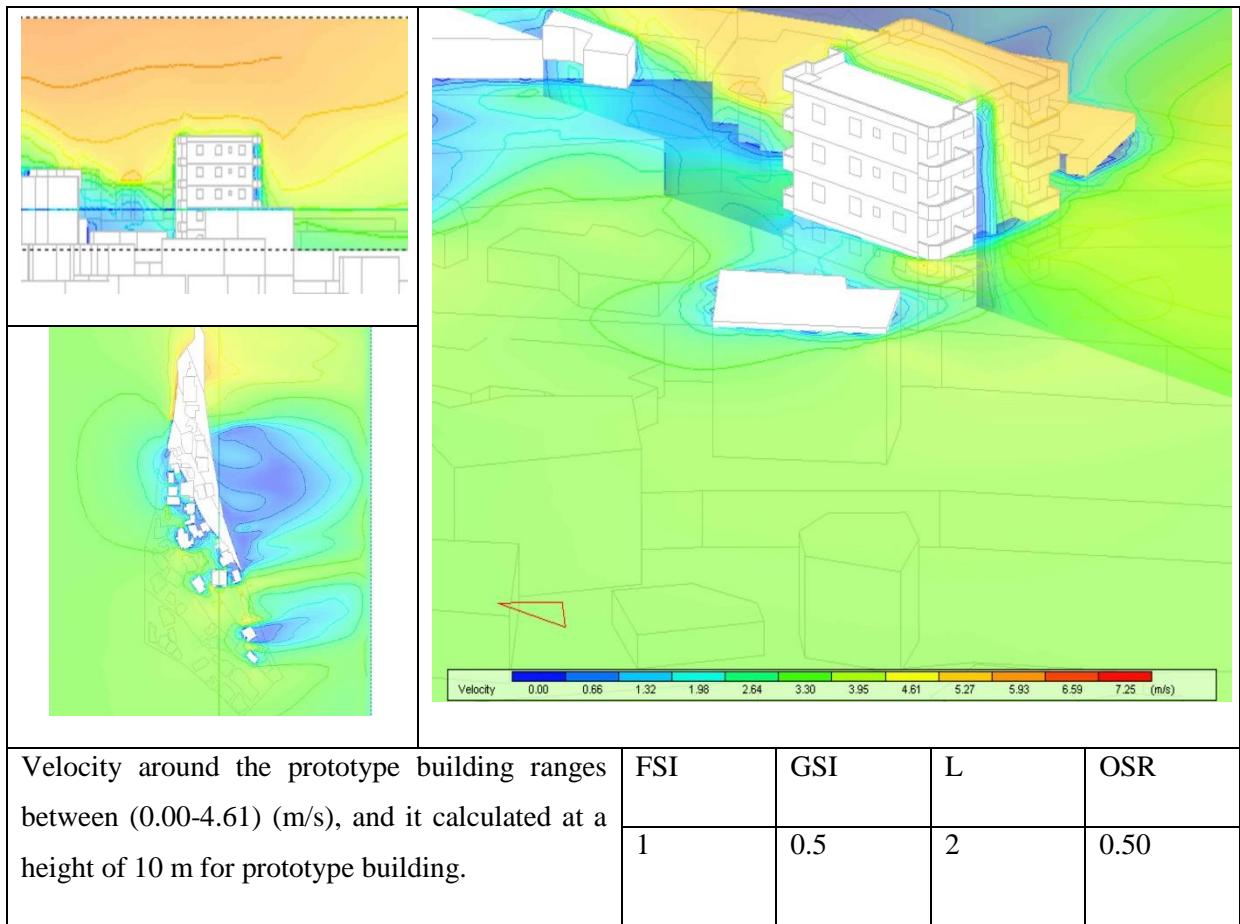 Velocity 0.00 0.66 1.32 1.98 2.64 3.30 3.95 4.61 5.27 5.93 6.59 7.25 (m/s)
Velocity around the prototype building ranges
between (0.00-4.61) (m/s), and it calculated at a
height of 10 m for prototype building.
FSI GSI L OSR
1 0.5 2 0.50